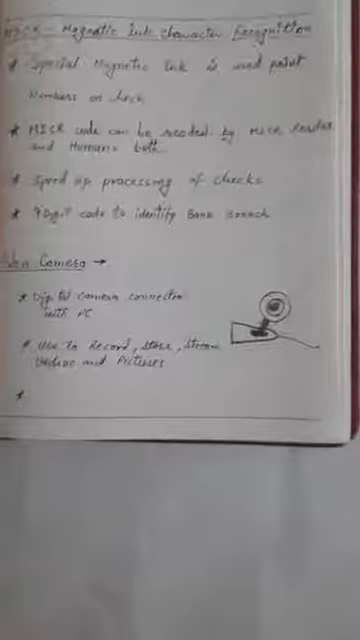 MICR - Magnetic Ink character Recognition
* Special Magnetic Ink is used print
Numbers on check
* MICR code can be readed by MICR Reader
and Humans both.
* Speed up processing of checks
* 9 Digit code to identify Bank Branch
Web Camera →
* Digital camera connected
with PC
* Use to Record, Store, Stream
Videos and Pictures
*